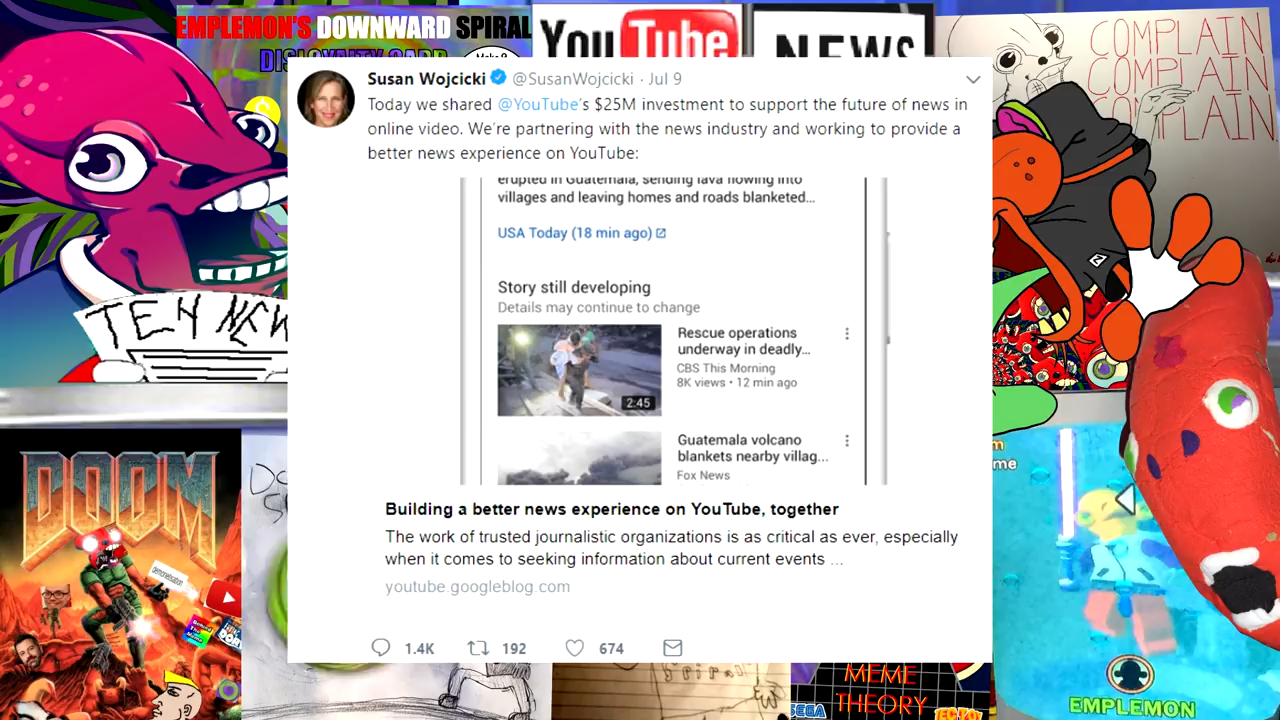 EMPLEMON'S DOWNWARD SPIRAL
DISLOYALTY CARD
YouTube
NEWS
COMPLAIN
COMPLAIN
COMPLAIN
Susan Wojcicki @SusanWojcicki · Jul 9
Today we shared @YouTube's $25M investment to support the future of news in
online video. We're partnering with the news industry and working to provide a
better news experience on YouTube:
erupted in Guatemala, sending lava flowing into
villages and leaving homes and roads blanketed...
USA Today (18 min ago)
Story still developing
Details may continue to change
Rescue operations
underway in deadly...
CBS This Morning
8K views • 12 min ago
2:45
Guatemala volcano
blankets nearby villag...
Fox News
Building a better news experience on YouTube, together
The work of trusted journalistic organizations is as critical as ever, especially
when it comes to seeking information about current events ...
youtube.googleblog.com
1.4K 192 674
TEH NEW
DOOM
me
MEME
THEORY
SEGA
EMPLEMON